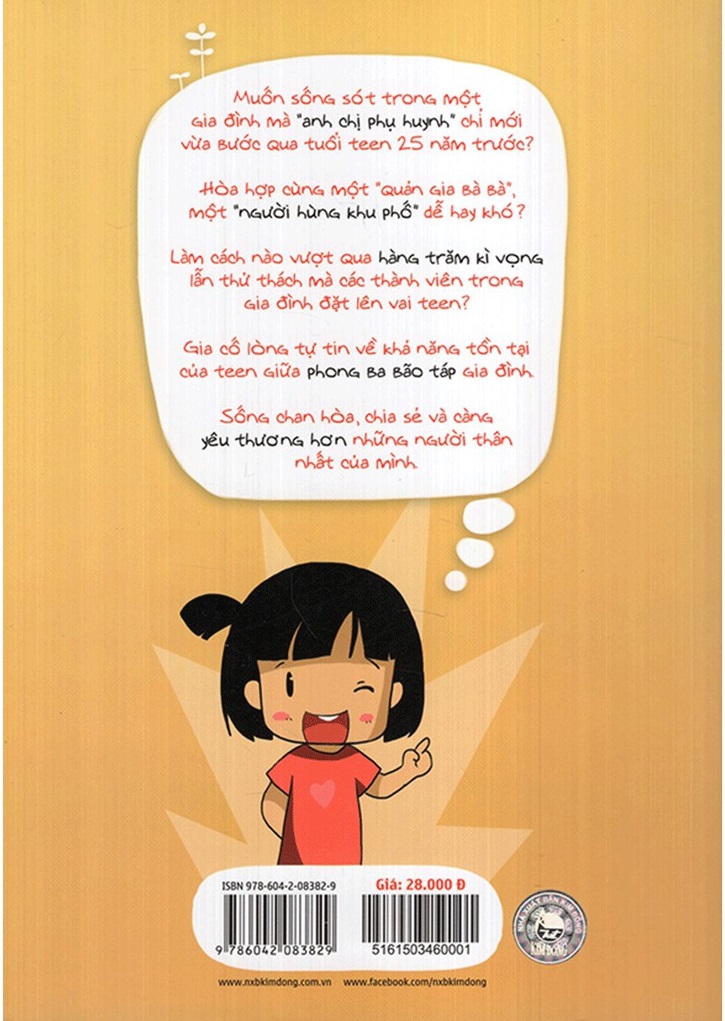 Muốn sống sót trong một
gia đình mà "anh chị phụ huynh" chỉ mới
vừa bước qua tuổi teen 25 năm trước?
Hòa hợp cùng một "quản gia bà bà",
một "người hùng khu phố" dễ hay khó?
Làm cách nào vượt qua hàng trăm kì vọng
lẫn thử thách mà các thành viên trong
gia đình đặt lên vai teen?
Gia cố lòng tự tin về khả năng tồn tại
của teen giữa phong ba bão táp gia đình.
Sống chan hòa, chia sẻ và càng
yêu thương hơn những người thân
nhất của mình.
ISBN 978-604-2-08382-9
Giá: 28.000 Đ
9 786042 083829
5161503460001
NHÀ XUẤT BẢN KIM ĐỒNG
KIM ĐỒNG
www.nxbkimdong.com.vn
www.facebook.com/nxbkimdong